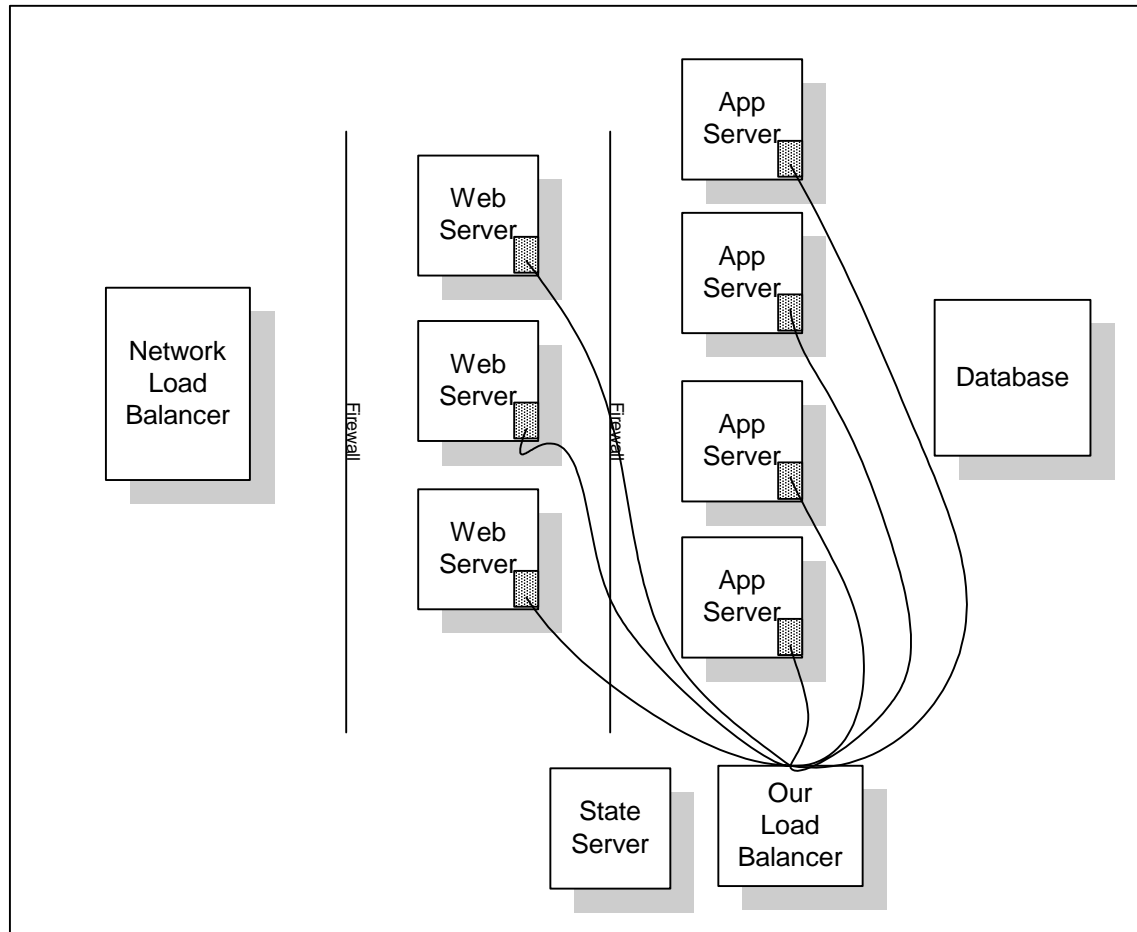 App
Server
Web
Server
App
Server
Network
Load
Balancer
Firewall
Web
Server
Firewall
App
Server
Database
Web
Server
App
Server
State
Server
Our
Load
Balancer